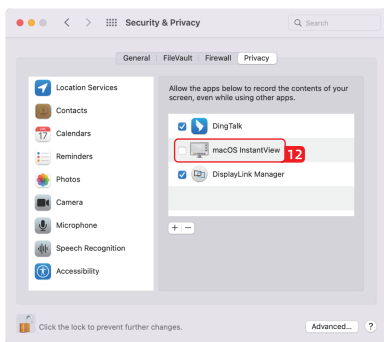 Security & Privacy
Search
General
FileVault
Firewall
Privacy
Location Services
Contacts
17
Calendars
Reminders
Photos
Camera
Microphone
Speech Recognition
Accessibility
Allow the apps below to record the contents of your
screen, even while using other apps.
DingTalk
macOS InstantView
12
DisplayLink Manager
+ −
Click the lock to prevent further changes.
Advanced...
?